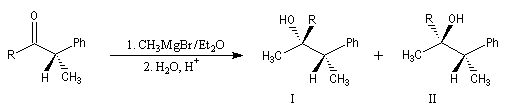 O
R
Ph
H
CH₃
1. CH₃MgBr/Et₂O
2. H₂O, H⁺
HO
R
H₃C
Ph
H
CH₃
I
+
R
OH
H₃C
Ph
H
CH₃
II